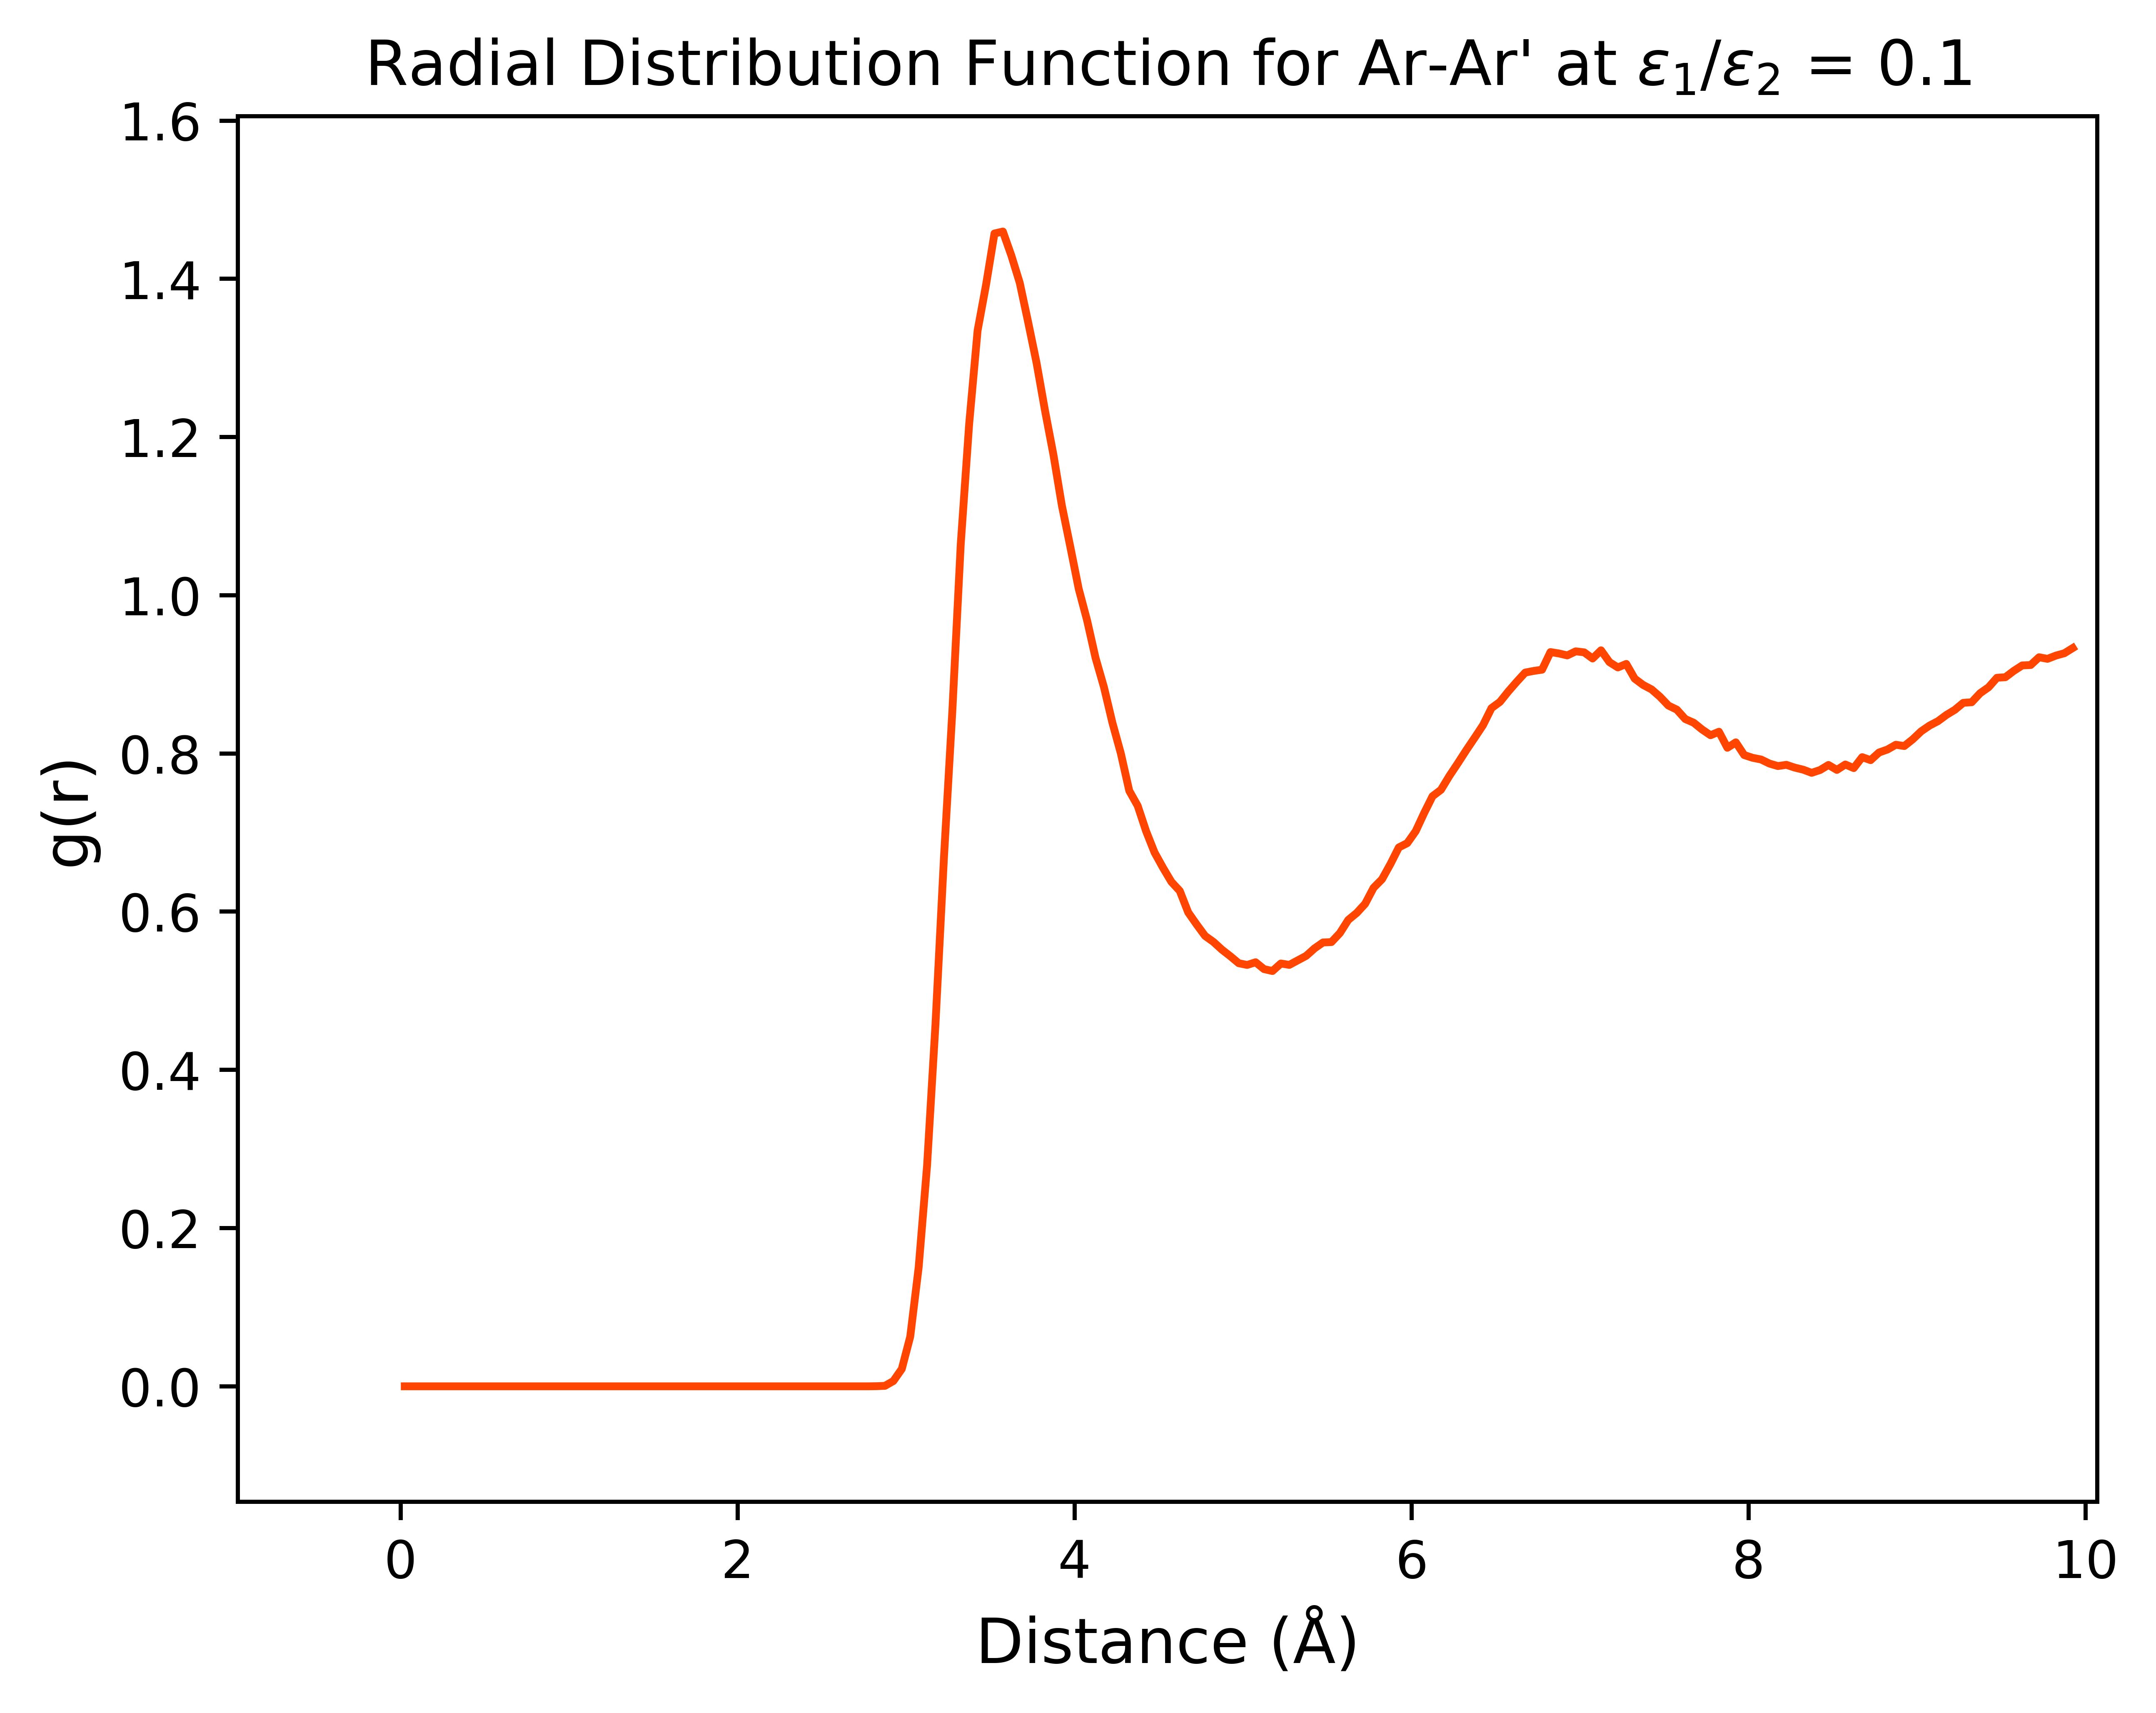 Radial Distribution Function for Ar-Ar' at ε₁/ε₂ = 0.1
1.6
1.4
1.2
1.0
0.8
0.6
0.4
0.2
0.0
g(r)
0 2 4 6 8 10
Distance (Å)